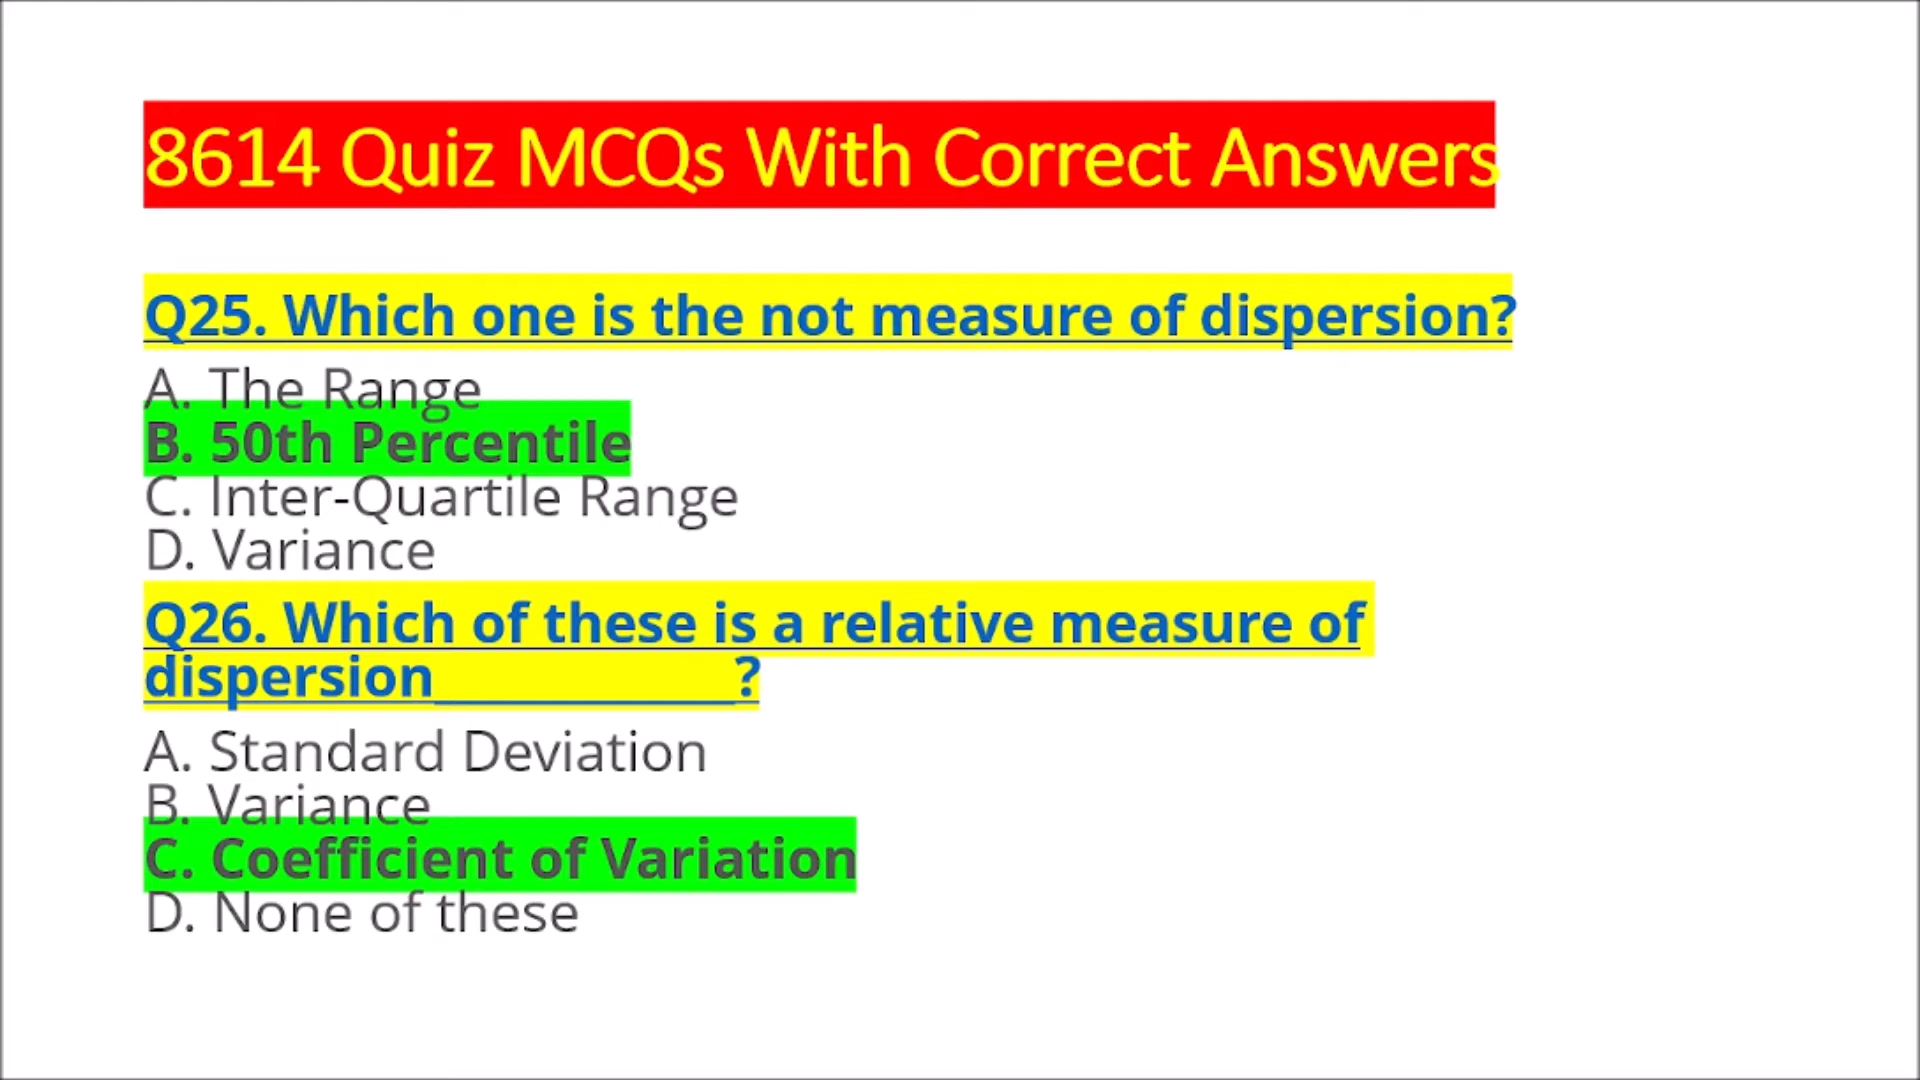 8614 Quiz MCQs With Correct Answers
Q25. Which one is the not measure of dispersion?
A. The Range
B. 50th Percentile
C. Inter-Quartile Range
D. Variance
Q26. Which of these is a relative measure of
dispersion__________?
A. Standard Deviation
B. Variance
C. Coefficient of Variation
D. None of these